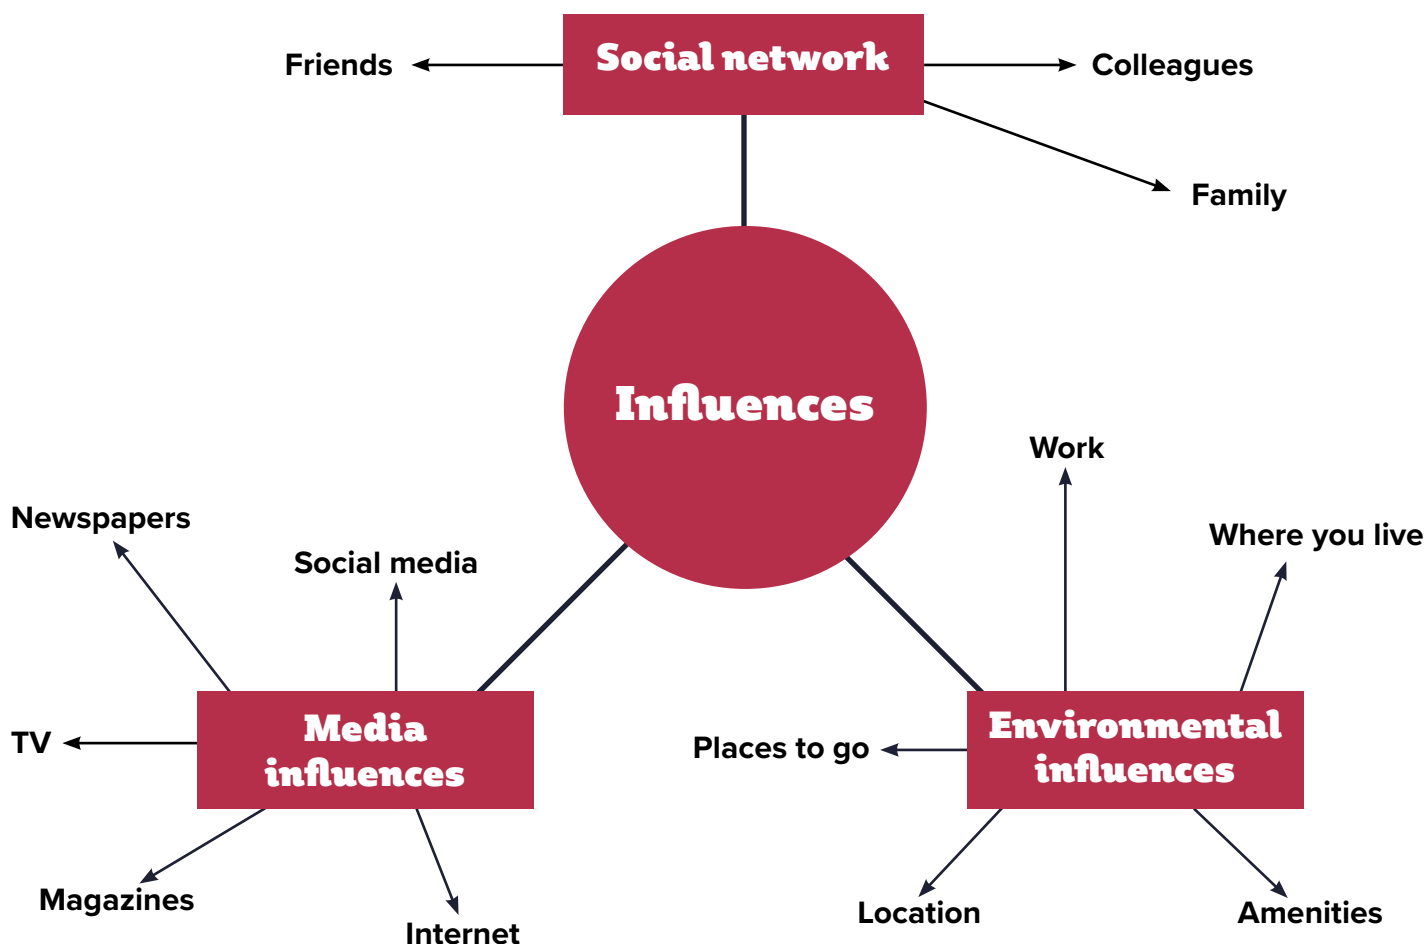 Social network
Friends
Colleagues
Family
Influences
Work
Newspapers
Where you live
Social media
Media
influences
TV
Environmental
influences
Places to go
Magazines
Internet
Location
Amenities